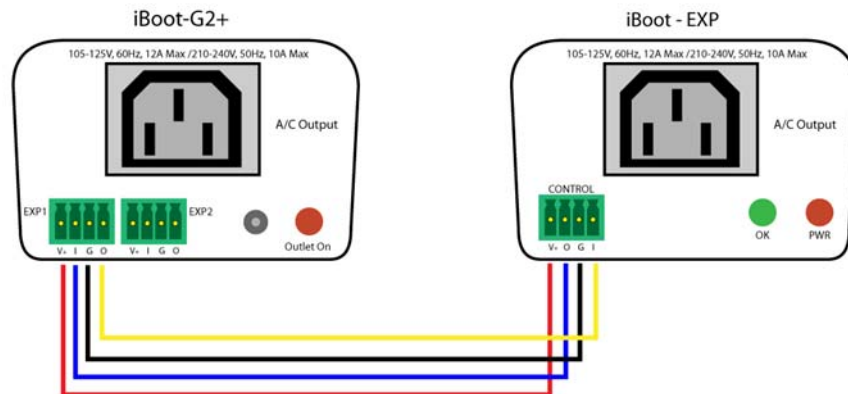 iBoot-G2+
105-125V, 60Hz, 12A Max /210-240V, 50Hz, 10A Max
A/C Output
EXP1
EXP2
V+ I G O
V+ I G O
Outlet On
iBoot - EXP
105-125V, 60Hz, 12A Max /210-240V, 50Hz, 10A Max
A/C Output
CONTROL
V+ O G I
OK
PWR